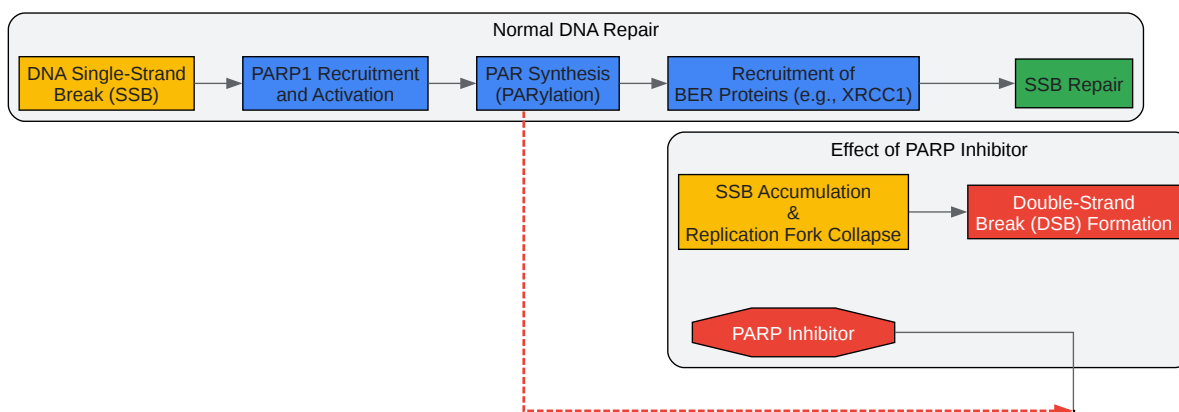 Normal DNA Repair
DNA Single-Strand
Break (SSB)
PARP1 Recruitment
and Activation
PAR Synthesis
(PARylation)
Recruitment of
BER Proteins (e.g., XRCC1)
SSB Repair
Effect of PARP Inhibitor
SSB Accumulation
&
Replication Fork Collapse
Double-Strand
Break (DSB) Formation
PARP Inhibitor